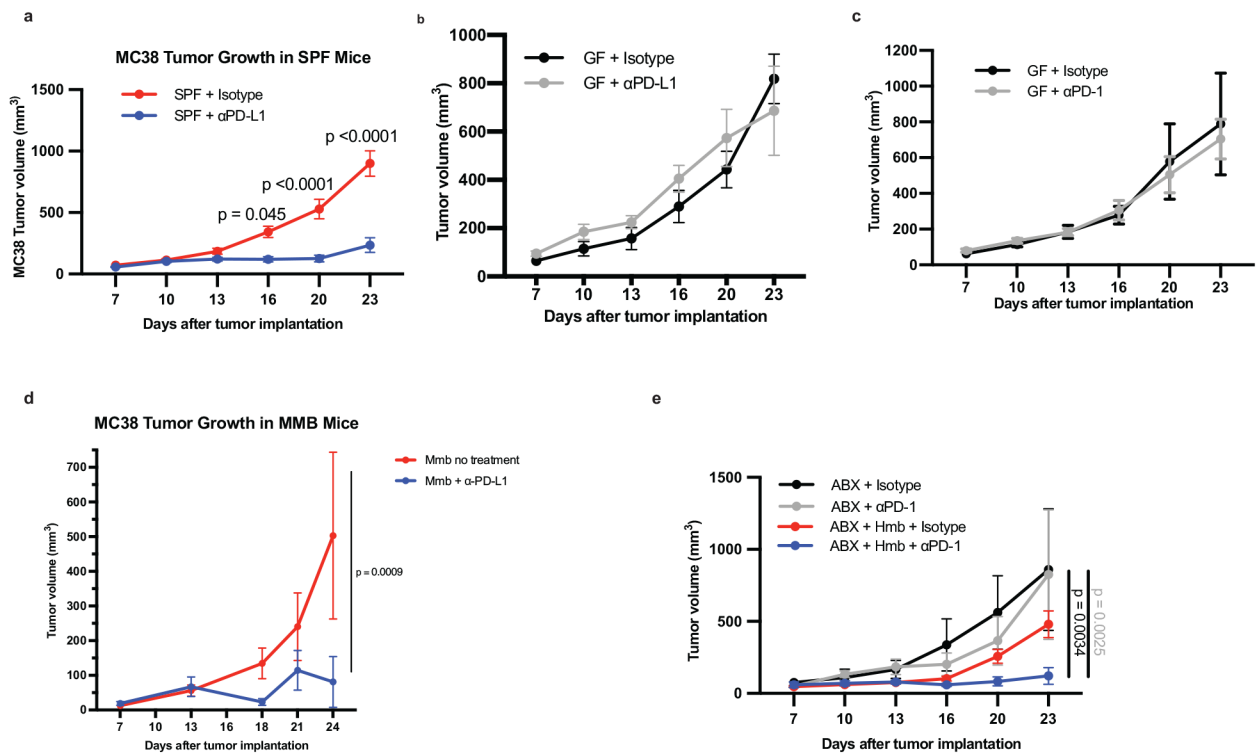 a
MC38 Tumor Growth in SPF Mice
MC38 Tumor volume (mm³)
1500
1000
500
0
SPF + Isotype
SPF + αPD-L1
p <0.0001
p <0.0001
p = 0.045
7 10 13 16 20 23
Days after tumor implantation
b
Tumor volume (mm³)
1000
800
600
400
200
0
GF + Isotype
GF + αPD-L1
7 10 13 16 20 23
Days after tumor implantation
c
Tumor volume (mm³)
1200
1000
800
600
400
200
0
GF + Isotype
GF + αPD-1
7 10 13 16 20 23
Days after tumor implantation
d
MC38 Tumor Growth in MMB Mice
Tumor volume (mm³)
700
600
500
400
300
200
100
0
Mmb no treatment
Mmb + α-PD-L1
p = 0.0009
7 10 13 14 16 18 21 24
Days after tumor implantation
e
Tumor volume (mm³)
1500
1000
500
0
ABX + Isotype
ABX + αPD-1
ABX + Hmb + Isotype
ABX + Hmb + αPD-1
p = 0.0034
p = 0.0025
7 10 13 16 20 23
Days after tumor implantation